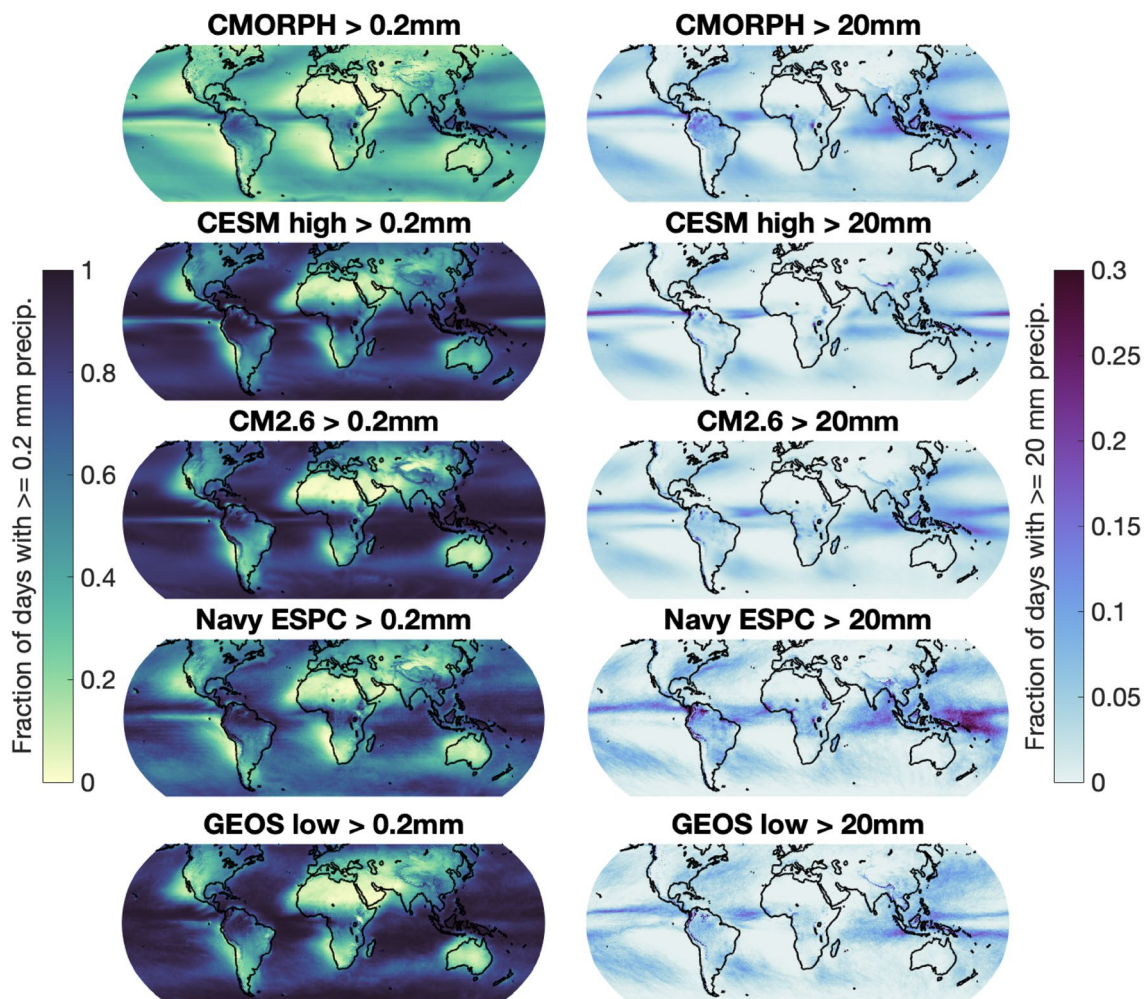 CMORPH > 0.2mm
CMORPH > 20mm
CESM high > 0.2mm
CESM high > 20mm
CM2.6 > 0.2mm
CM2.6 > 20mm
Navy ESPC > 0.2mm
Navy ESPC > 20mm
GEOS low > 0.2mm
GEOS low > 20mm
Fraction of days with >= 0.2 mm precip.
1
0.8
0.6
0.4
0.2
0
Fraction of days with >= 20 mm precip.
0.3
0.25
0.2
0.15
0.1
0.05
0